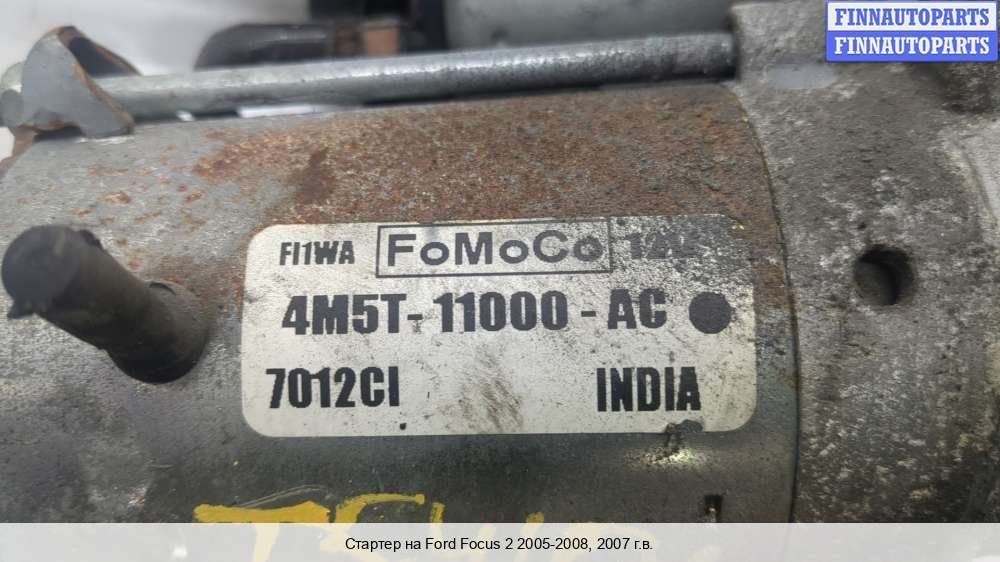 FINNAUTOPARTS
FINNAUTOPARTS
FI1WA FoMoCo
4M5T-11000-AC
7012CI INDIA
Стартер на Ford Focus 2 2005-2008, 2007 г.в.